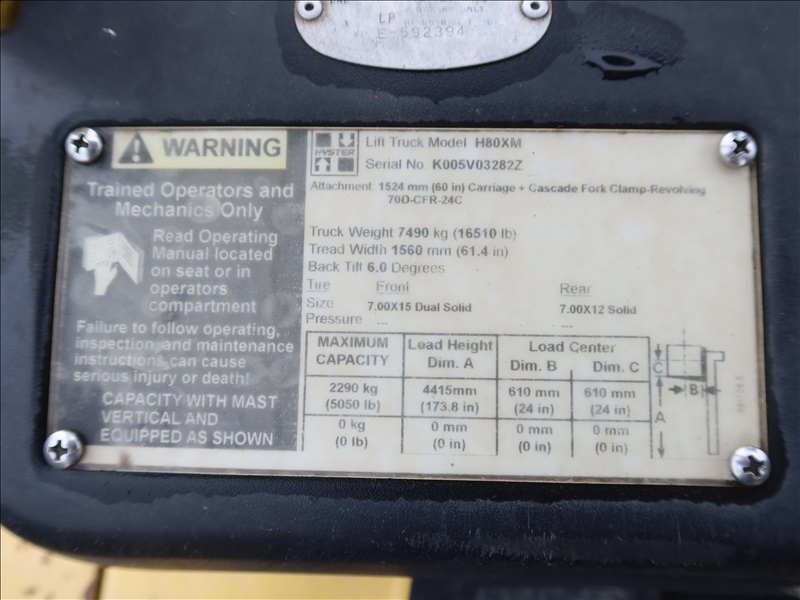 LP
E-592394
WARNING
Trained Operators and
Mechanics Only
Read Operating
Manual located
on seat or in
operators
compartment
Failure to follow operating,
inspection, and maintenance
instructions can cause
serious injury or death!
CAPACITY WITH MAST
VERTICAL AND
EQUIPPED AS SHOWN
HYSTER
Lift Truck Model H80XM
Serial No. K005V03282Z
Attachment: 1524 mm (60 in) Carriage + Cascade Fork Clamp-Revolving
70D-CFR-24C
Truck Weight 7490 kg (16510 lb)
Tread Width 1560 mm (61.4 in)
Back Tilt 6.0 Degrees
Tire Front Rear
Size 7.00X15 Dual Solid 7.00X12 Solid
Pressure --- ---
MAXIMUM CAPACITY Load Height Dim. A Load Center Dim. B Dim. C
2290 kg (5050 lb) 4415mm (173.8 in) 610 mm (24 in) 610 mm (24 in)
0 kg (0 lb) 0 mm (0 in) 0 mm (0 in) 0 mm (0 in)
C
B
A